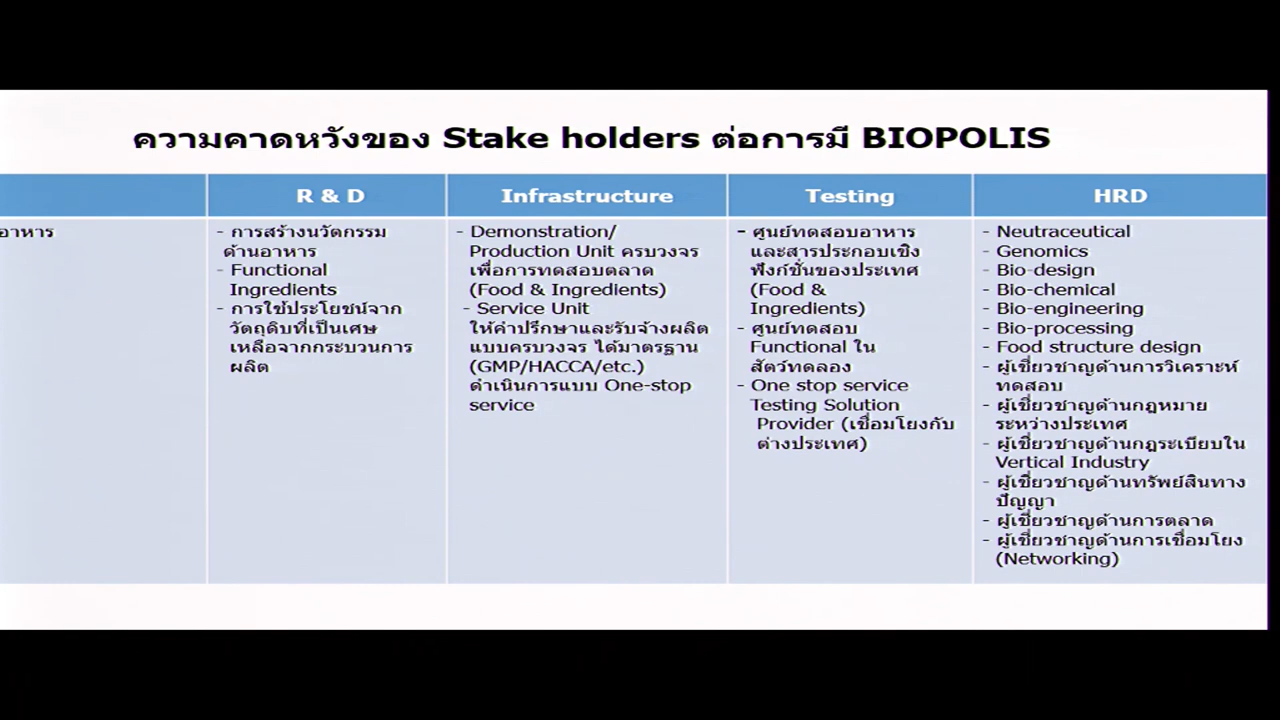 ความคาดหวังของ Stake holders ต่อการมี BIOPOLIS
R & D
Infrastructure
Testing
HRD
อาหาร
- การสร้างนวัตกรรม
ด้านอาหาร
- Functional
Ingredients
- การใช้ประโยชน์จาก
วัตถุดิบที่เป็นเศษ
เหลือจากกระบวนการ
ผลิต
- Demonstration/
Production Unit ครบวงจร
เพื่อการทดสอบตลาด
(Food & Ingredients)
- Service Unit
ให้คำปรึกษาและรับจ้างผลิต
แบบครบวงจร ได้มาตรฐาน
(GMP/HACCA/etc.)
ดำเนินการแบบ One-stop
service
- ศูนย์ทดสอบอาหาร
และสารประกอบเชิง
ฟังก์ชั่นของประเทศ
(Food &
Ingredients)
- ศูนย์ทดสอบ
Functional ใน
สัตว์ทดลอง
- One stop service
Testing Solution
Provider (เชื่อมโยงกับ
ต่างประเทศ)
- Neutraceutical
- Genomics
- Bio-design
- Bio-chemical
- Bio-engineering
- Bio-processing
- Food structure design
- ผู้เชี่ยวชาญด้านการวิเคราะห์
ทดสอบ
- ผู้เชี่ยวชาญด้านกฎหมาย
ระหว่างประเทศ
- ผู้เชี่ยวชาญด้านกฎระเบียบใน
Vertical Industry
- ผู้เชี่ยวชาญด้านทรัพย์สินทาง
ปัญญา
- ผู้เชี่ยวชาญด้านการตลาด
- ผู้เชี่ยวชาญด้านการเชื่อมโยง
(Networking)